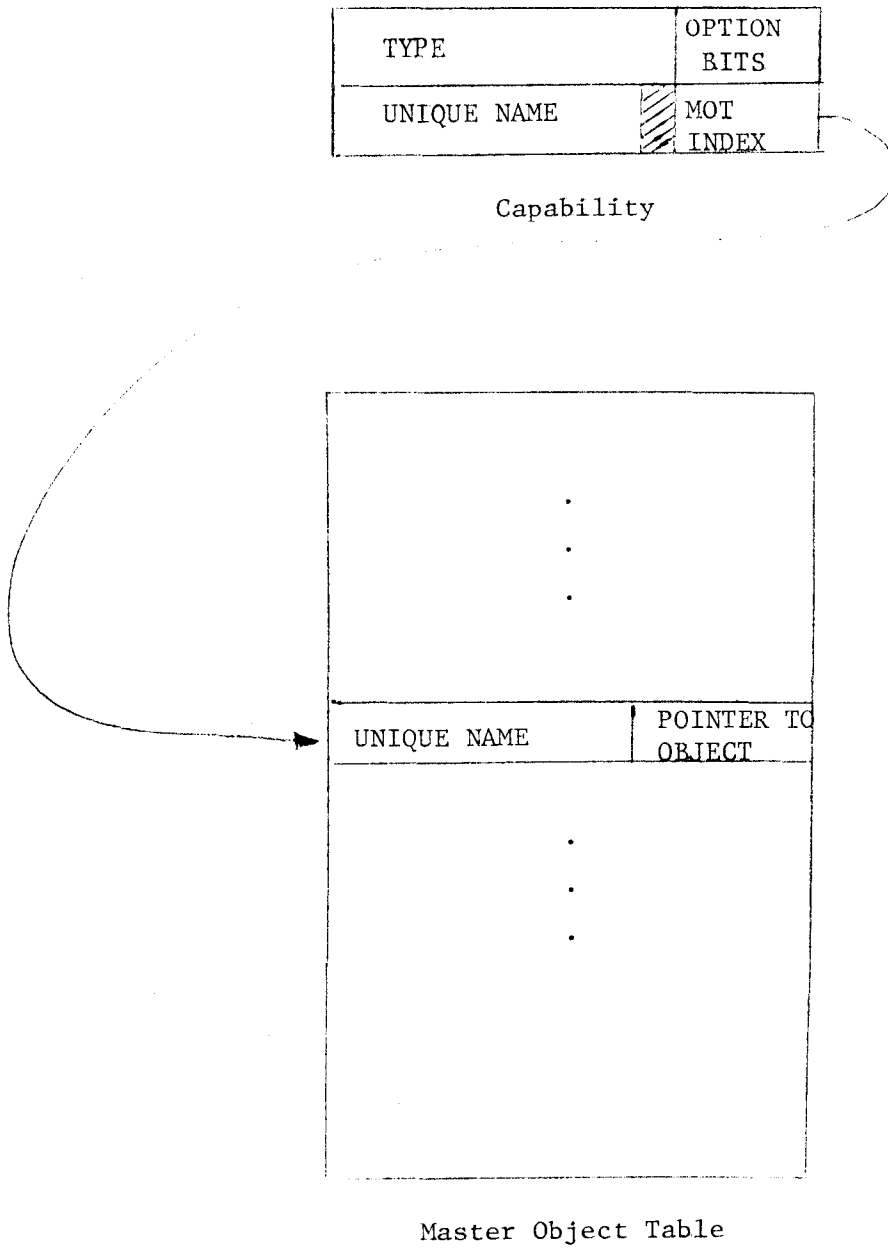 TYPE
OPTION
BITS
UNIQUE NAME
MOT
INDEX
Capability
UNIQUE NAME
POINTER TO
OBJECT
Master Object Table